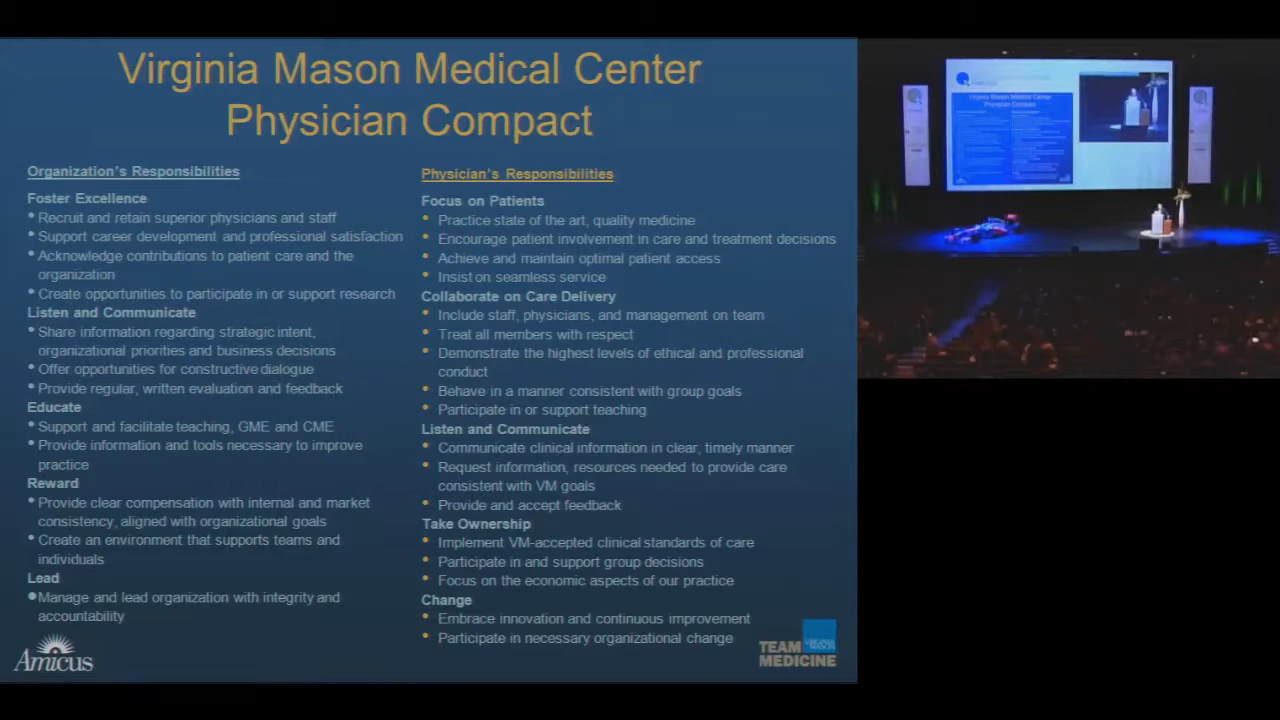 Virginia Mason Medical Center
Physician Compact
Organization's Responsibilities
Foster Excellence
• Recruit and retain superior physicians and staff
• Support career development and professional satisfaction
• Acknowledge contributions to patient care and the
organization
• Create opportunities to participate in or support research
Listen and Communicate
• Share information regarding strategic intent,
organizational priorities and business decisions
• Offer opportunities for constructive dialogue
• Provide regular, written evaluation and feedback
Educate
• Support and facilitate teaching, GME and CME
• Provide information and tools necessary to improve
practice
Reward
• Provide clear compensation with internal and market
consistency, aligned with organizational goals
• Create an environment that supports teams and
individuals
Lead
• Manage and lead organization with integrity and
accountability
Amicus
Physician's Responsibilities
Focus on Patients
• Practice state of the art, quality medicine
• Encourage patient involvement in care and treatment decisions
• Achieve and maintain optimal patient access
• Insist on seamless service
Collaborate on Care Delivery
• Include staff, physicians, and management on team
• Treat all members with respect
• Demonstrate the highest levels of ethical and professional
conduct
• Behave in a manner consistent with group goals
• Participate in or support teaching
Listen and Communicate
• Communicate clinical information in clear, timely manner
• Request information, resources needed to provide care
consistent with VM goals
• Provide and accept feedback
Take Ownership
• Implement VM-accepted clinical standards of care
• Participate in and support group decisions
• Focus on the economic aspects of our practice
Change
• Embrace innovation and continuous improvement
• Participate in necessary organizational change
VIRGINIA
MASON
TEAM
MEDICINE
Virginia Mason Medical Center
Physician Compact